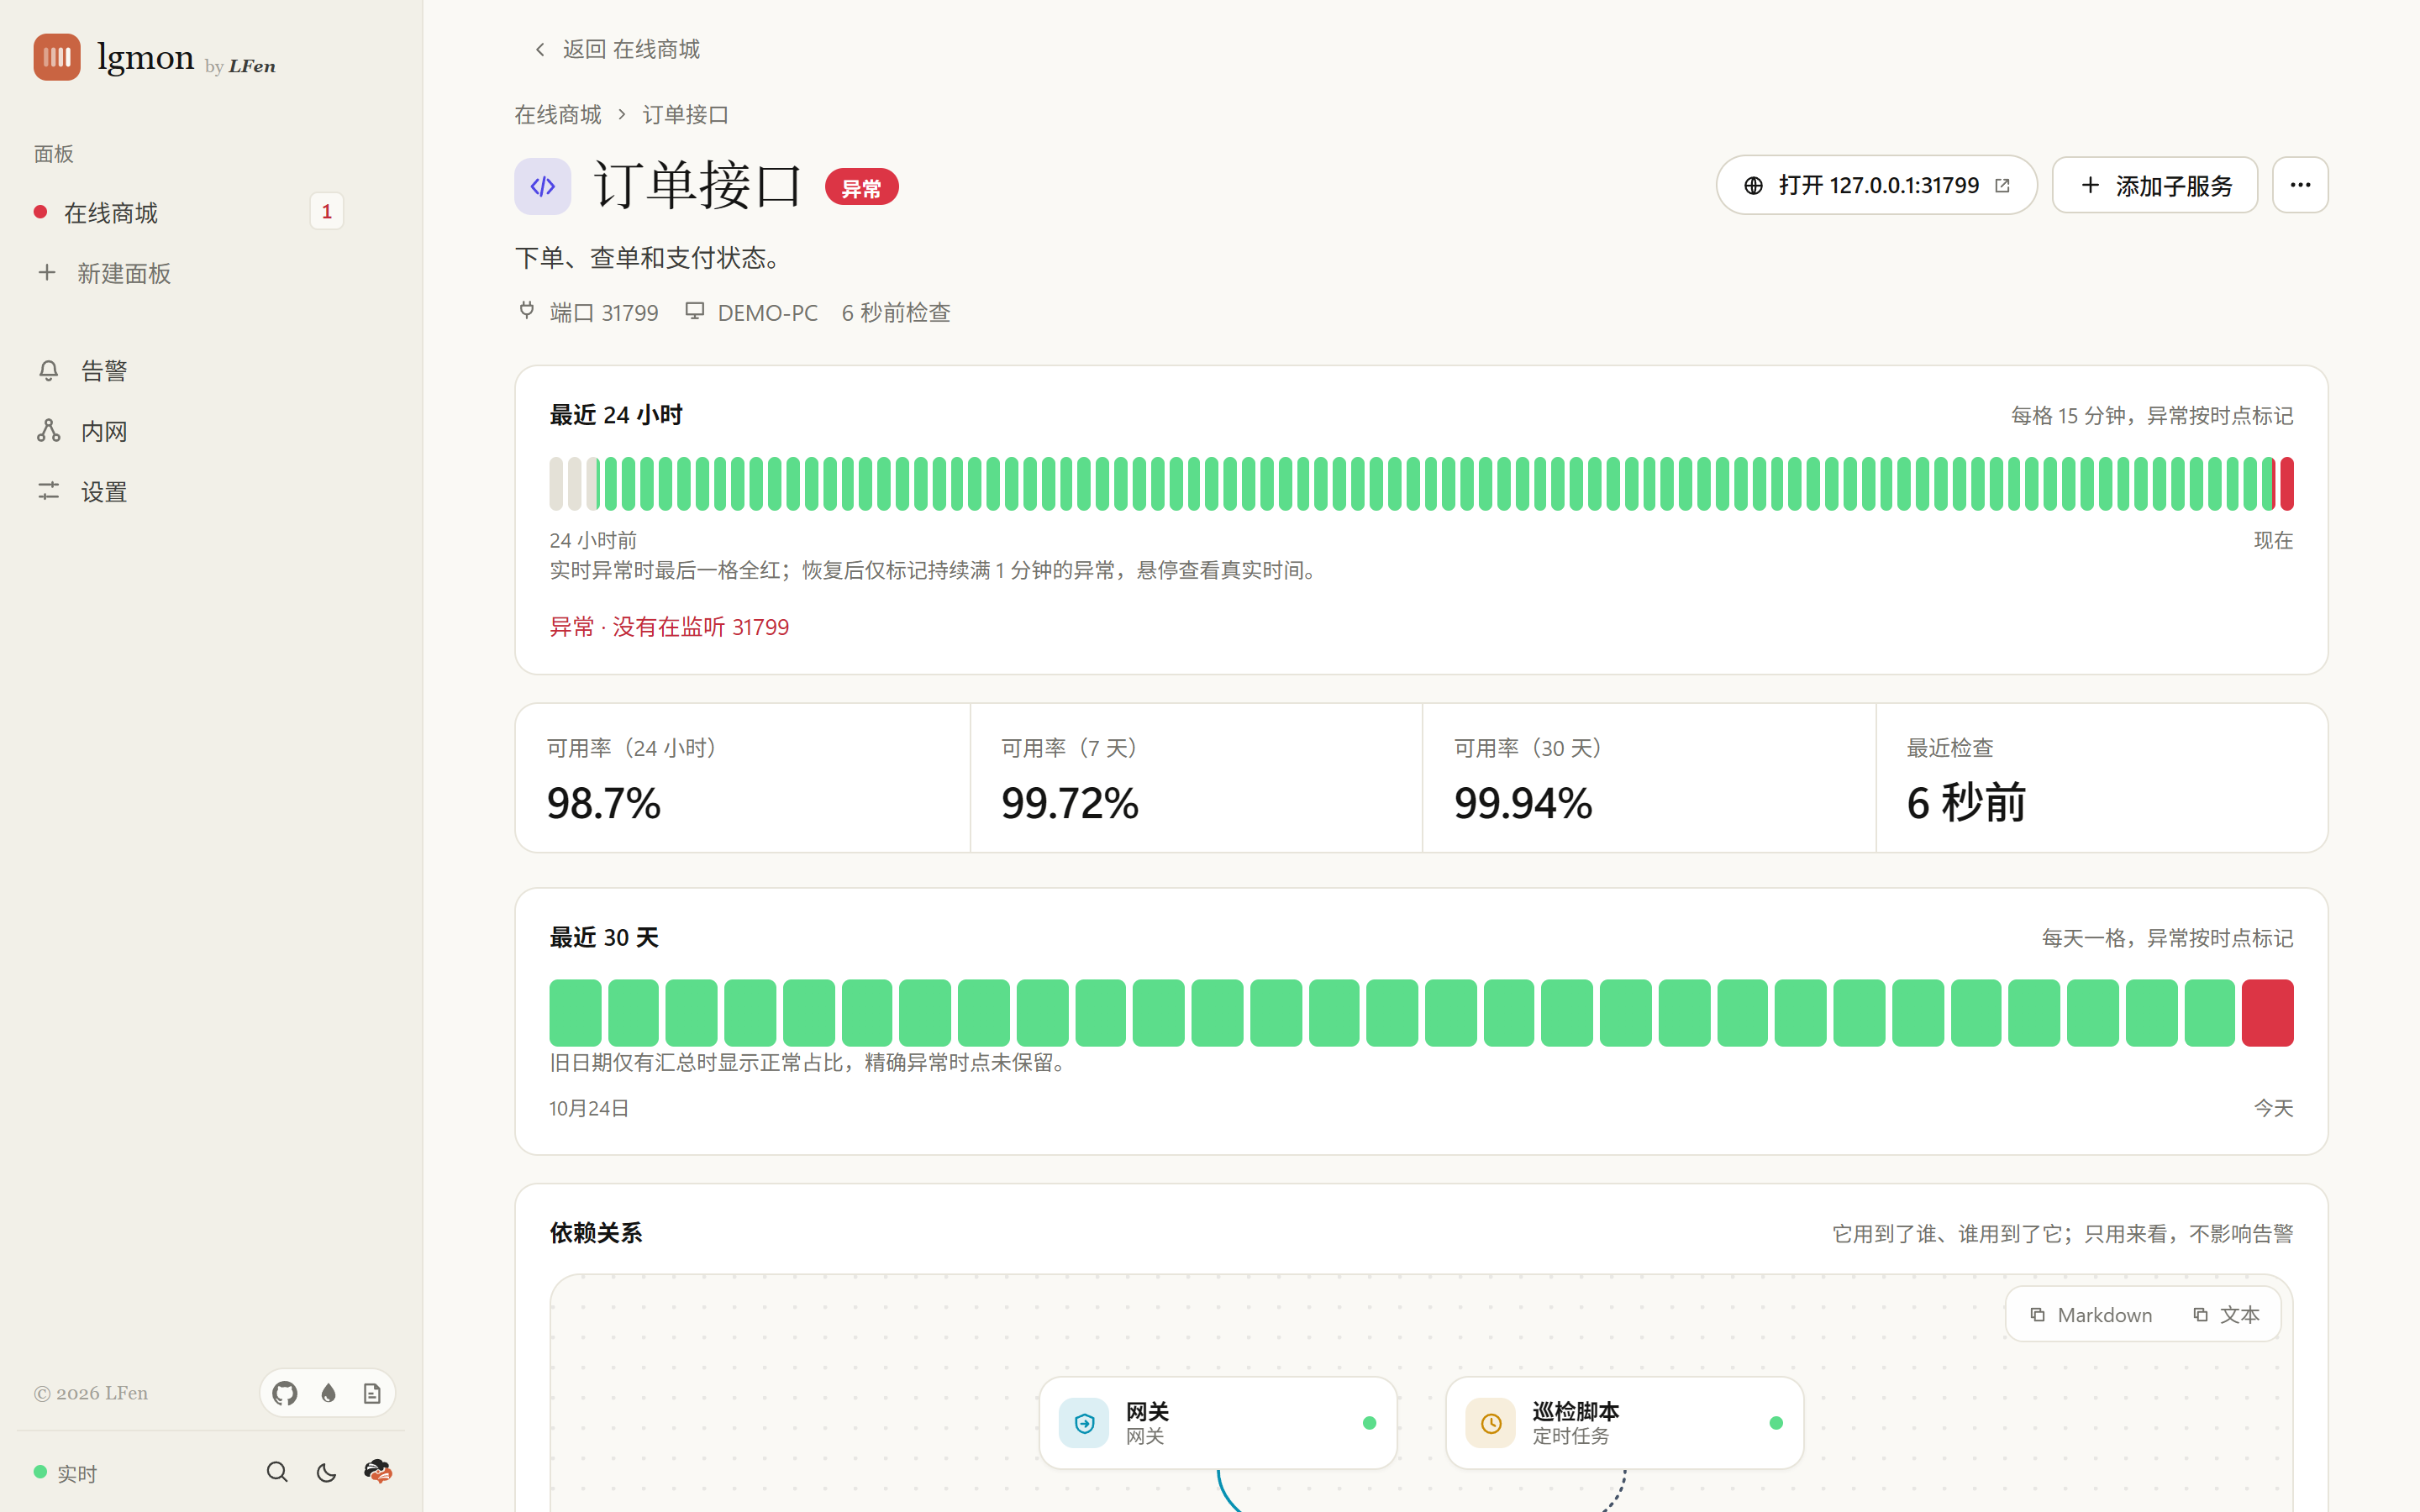 lgmon by LFen
面板
在线商城 1
新建面板
告警
内网
设置
© 2026 LFen
实时
返回 在线商城
在线商城 > 订单接口
订单接口 异常
打开 127.0.0.1:31799
添加子服务
下单、查单和支付状态。
端口 31799 DEMO-PC 6 秒前检查
最近 24 小时
每格 15 分钟，异常按时点标记
24 小时前
现在
实时异常时最后一格全红；恢复后仅标记持续满 1 分钟的异常，悬停查看真实时间。
异常 · 没有在监听 31799
可用率（24 小时）
98.7%
可用率（7 天）
99.72%
可用率（30 天）
99.94%
最近检查
6 秒前
最近 30 天
每天一格，异常按时点标记
旧日期仅有汇总时显示正常占比，精确异常时点未保留。
10月24日
今天
依赖关系
它用到了谁、谁用到了它；只用来看，不影响告警
Markdown
文本
网关
网关
巡检脚本
定时任务